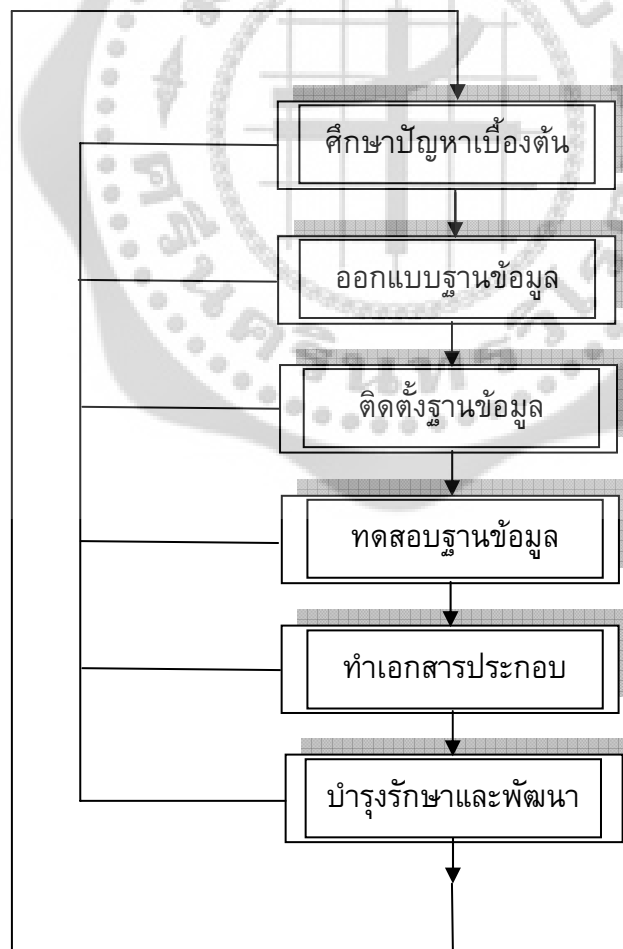 ศึกษาปัญหาเบื้องต้น
ออกแบบฐานข้อมูล
ติดตั้งฐานข้อมูล
ทดสอบฐานข้อมูล
ทำเอกสารประกอบ
บำรุงรักษาและพัฒนา